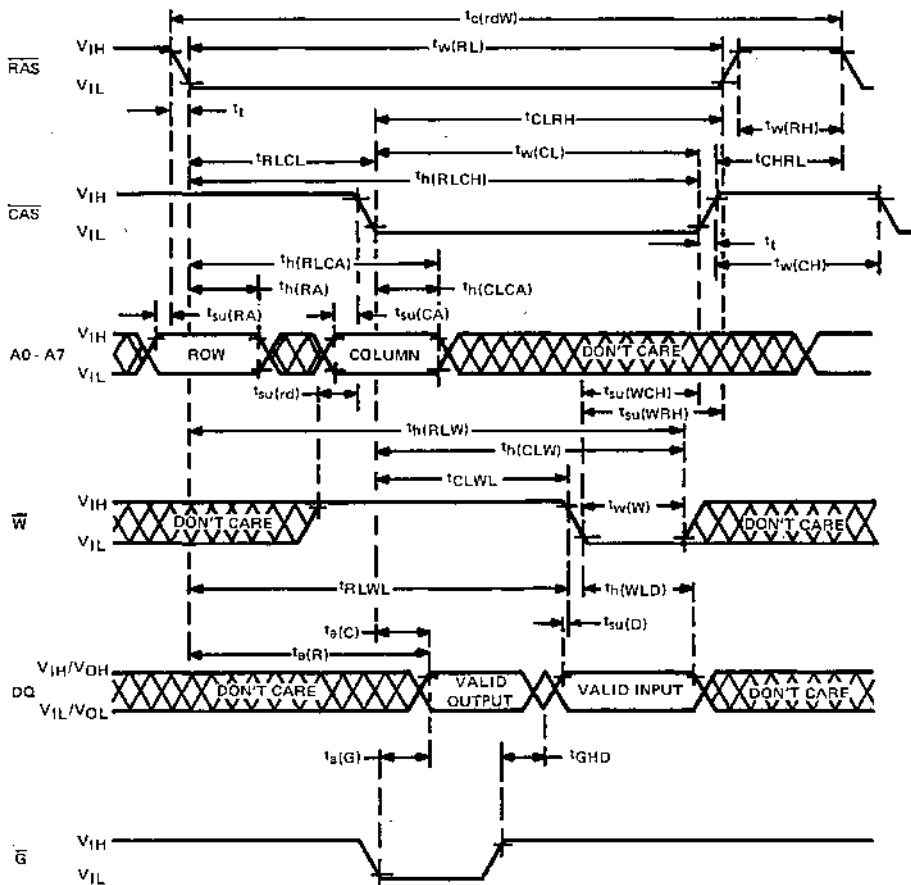 tc(rdW)
VIH
tw(RL)
RAS
VIL
tt
tCLRH
tw(RH)
tRLCL
tw(CL)
tCHRL
th(RLCH)
VIH
CAS
VIL
tt
th(RLCA)
tw(CH)
th(RA)
th(CLCA)
tsu(RA)
tsu(CA)
VIH
A0 - A7
ROW
COLUMN
DON'T CARE
VIL
tsu(rd)
tsu(WCH)
tsu(WRH)
th(RLW)
th(CLW)
tCLWL
VIH
tw(W)
W
DON'T CARE
DON'T CARE
VIL
tRLWL
th(WLD)
tsu(D)
ta(C)
ta(R)
VIH/VOH
DQ
DON'T CARE
VALID
OUTPUT
VALID INPUT
DON'T CARE
VIL/VOL
ta(G)
tGHD
VIH
G
VIL